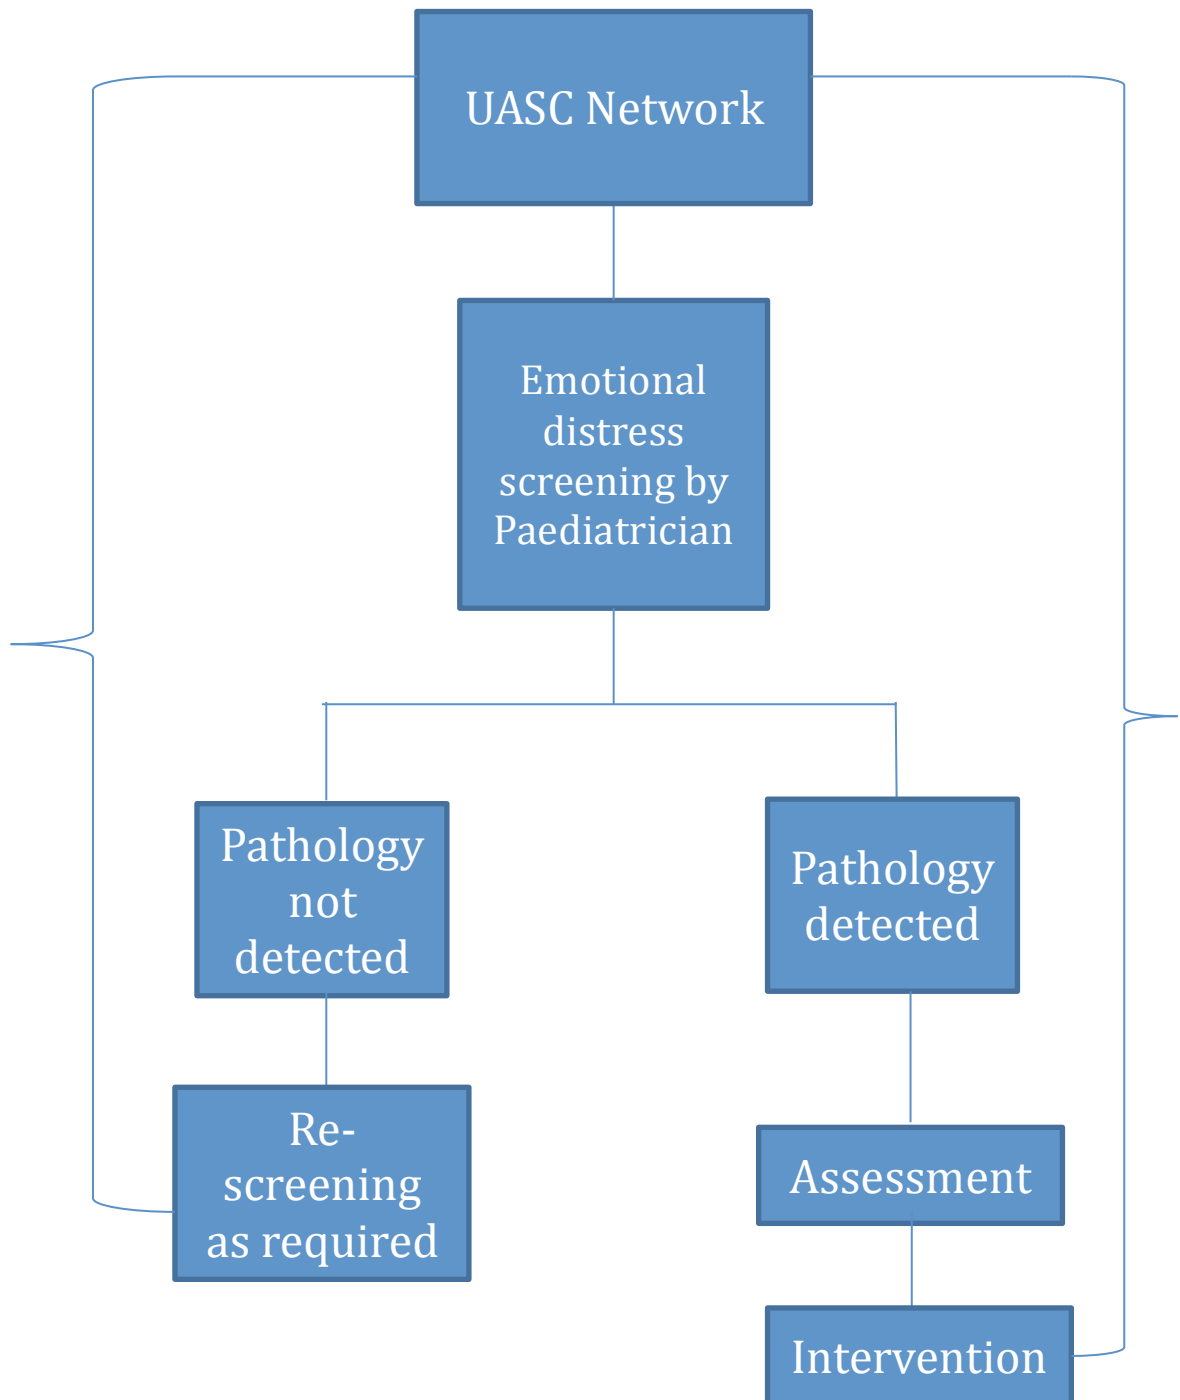 UASC Network
Emotional
distress
screening by
Paediatrician
Pathology
not
detected
Pathology
detected
Re-
screening
as required
Assessment
Intervention